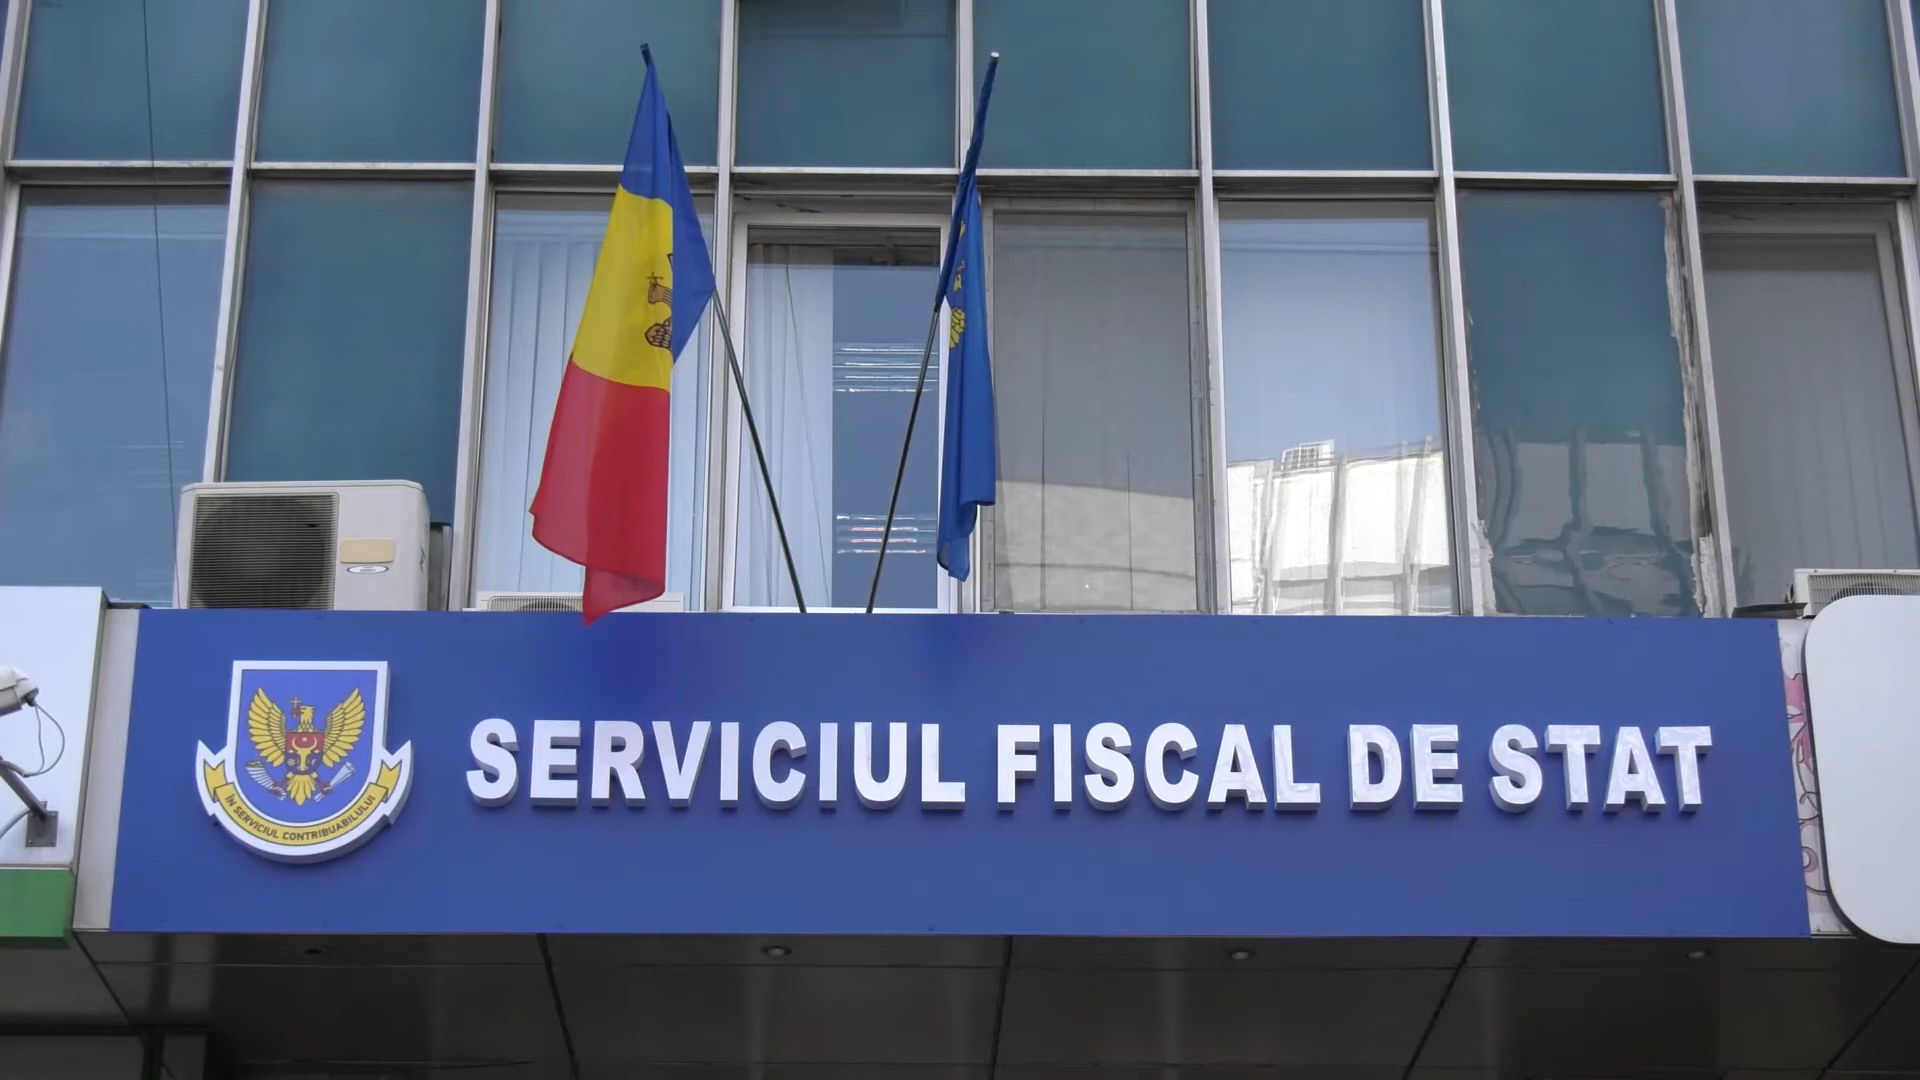 SERVICIUL FISCAL DE STAT
ÎN SERVICIUL CONTRIBUABILULUI